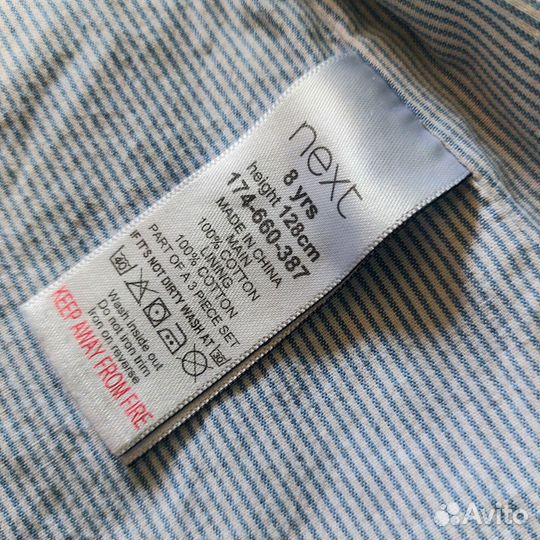 next
8 yrs
height 128cm
174-660-387
MADE IN CHINA
MAIN
100% COTTON
LINING
100% COTTON
PART OF A 3 PIECE SET
IF IT'S NOT DIRTY WASH AT 30
40
Wash inside out
Do not iron trim
Iron on reverse
KEEP AWAY FROM FIRE
Avito